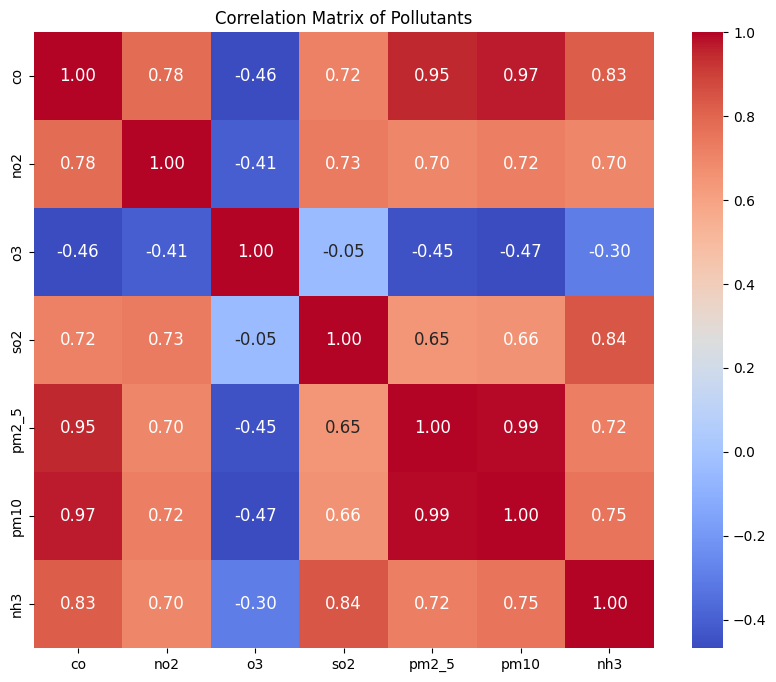 Correlation Matrix of Pollutants
co 1.00 0.78 -0.46 0.72 0.95 0.97 0.83
no2 0.78 1.00 -0.41 0.73 0.70 0.72 0.70
o3 -0.46 -0.41 1.00 -0.05 -0.45 -0.47 -0.30
so2 0.72 0.73 -0.05 1.00 0.65 0.66 0.84
pm2_5 0.95 0.70 -0.45 0.65 1.00 0.99 0.72
pm10 0.97 0.72 -0.47 0.66 0.99 1.00 0.75
nh3 0.83 0.70 -0.30 0.84 0.72 0.75 1.00
co no2 o3 so2 pm2_5 pm10 nh3
1.0
0.8
0.6
0.4
0.2
0.0
−0.2
−0.4